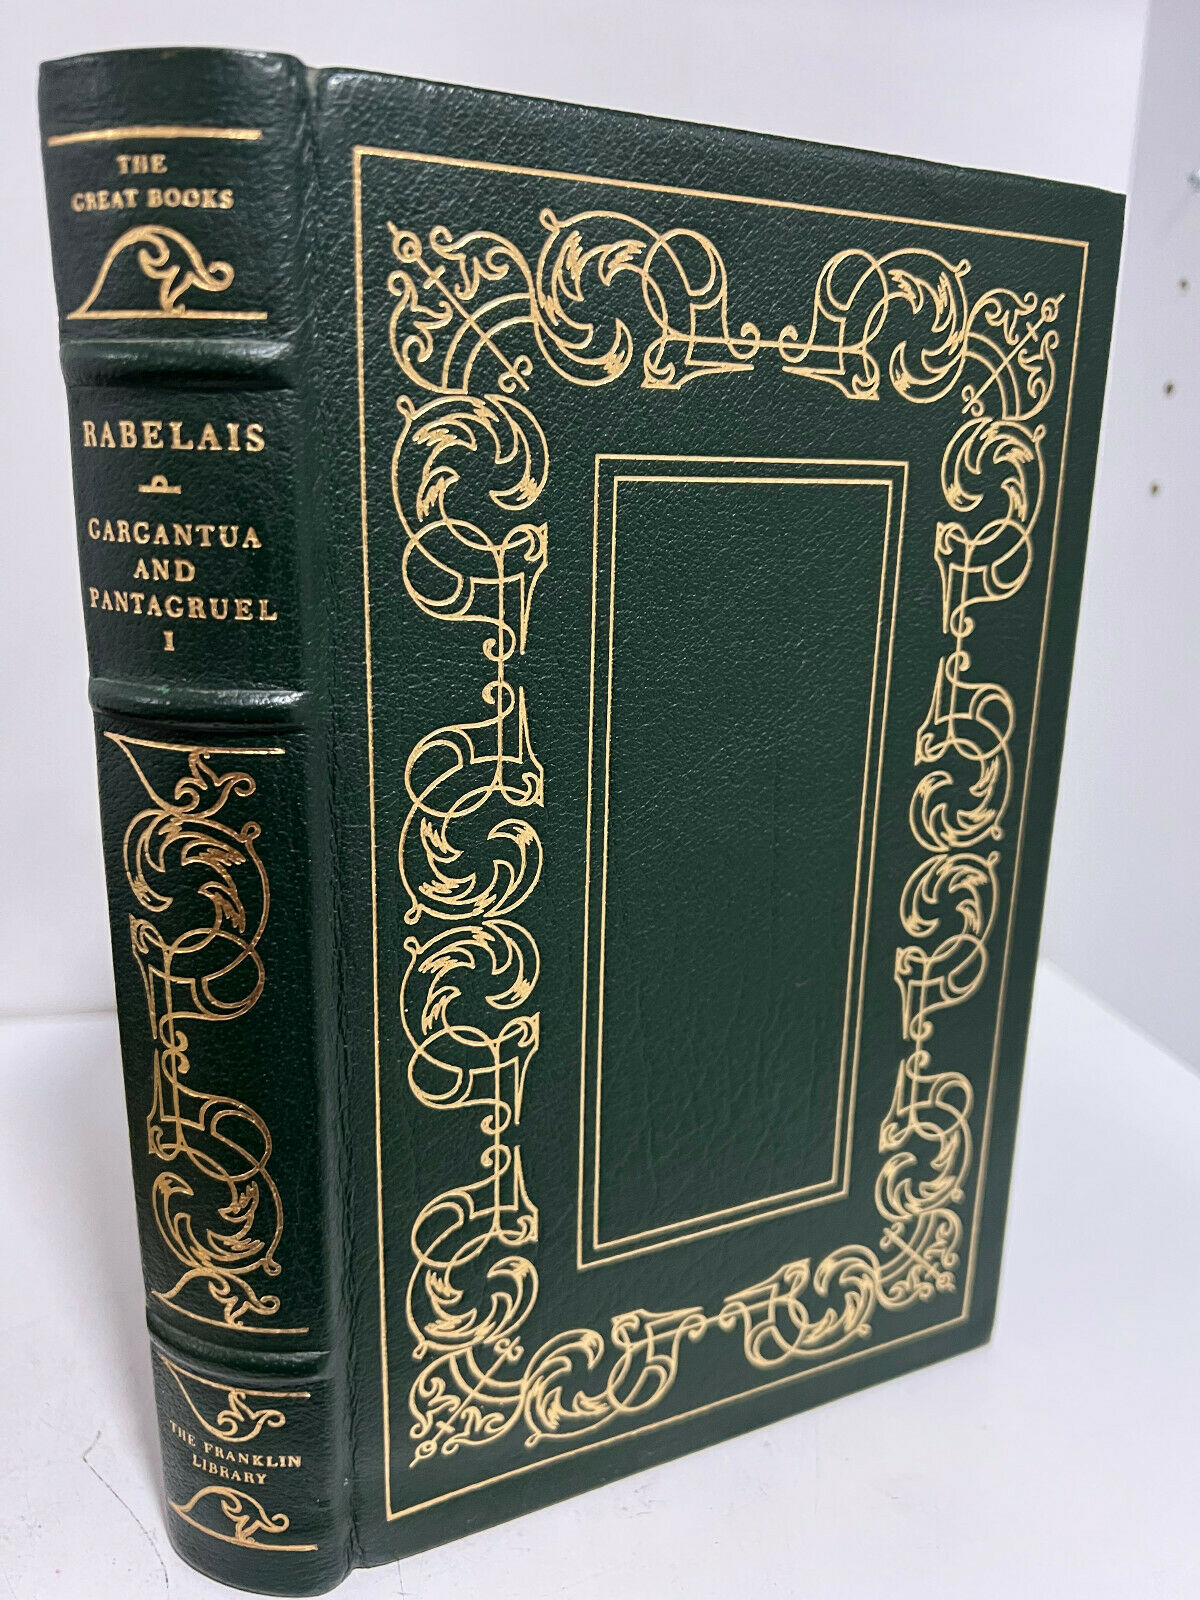 THE
GREAT BOOKS
RABELAIS
GARGANTUA
AND
PANTAGRUEL
I
THE FRANKLIN
LIBRARY